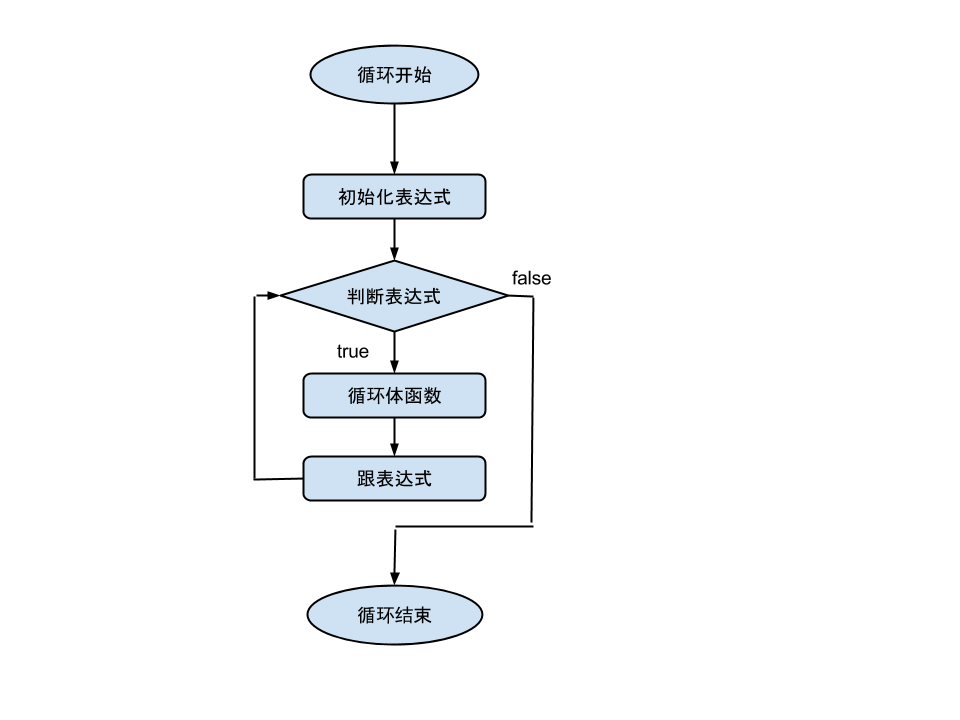 循环开始
初始化表达式
false
判断表达式
true
循环体函数
跟表达式
循环结束